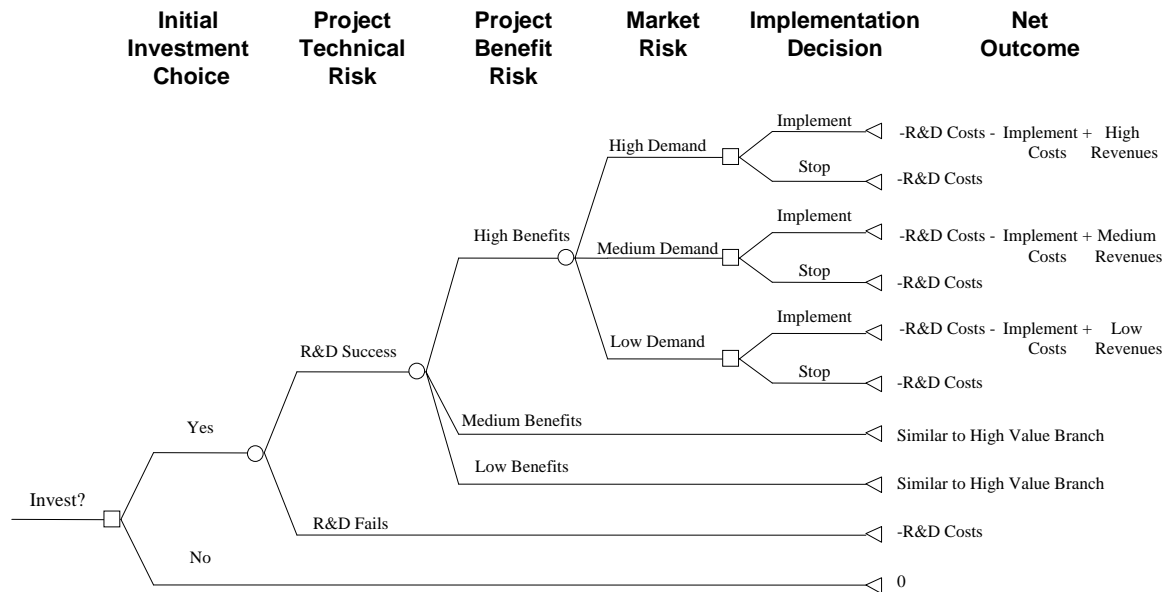 Initial Investment Choice
Project Technical Risk
Project Benefit Risk
Market Risk
Implementation Decision
Net Outcome
Implement
-R&D Costs - Implement + High
Costs Revenues
High Demand
Stop
-R&D Costs
Implement
-R&D Costs - Implement + Medium
Costs Revenues
High Benefits
Medium Demand
Stop
-R&D Costs
Implement
-R&D Costs - Implement + Low
Costs Revenues
Low Demand
R&D Success
Stop
-R&D Costs
Medium Benefits
Similar to High Value Branch
Yes
Low Benefits
Similar to High Value Branch
Invest?
R&D Fails
-R&D Costs
No
0